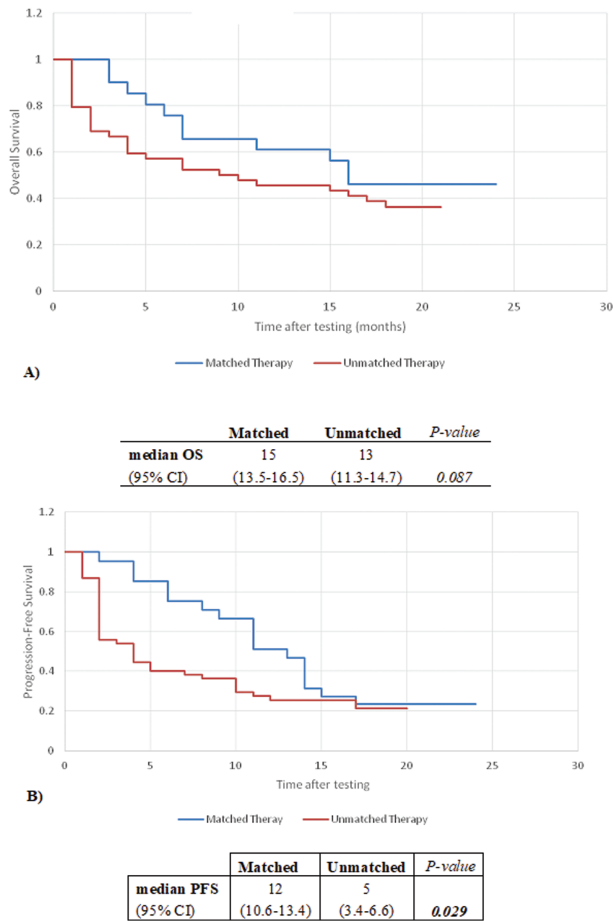 1.2
1
0.8
0.6
0.4
0.2
0
Overall Survival
0 5 10 15 20 25 30
Time after testing (months)
Matched Therapy Unmatched Therapy
A)
Matched Unmatched P-value
median OS 15 13
(95% CI) (13.5-16.5) (11.3-14.7) 0.087
1.2
1
0.8
0.6
0.4
0.2
0
Progression-Free Survival
0 5 10 15 20 25 30
Time after testing
B)
Matched Theray Unmatched Therapy
Matched Unmatched P-value
median PFS 12 5
(95% CI) (10.6-13.4) (3.4-6.6) 0.029